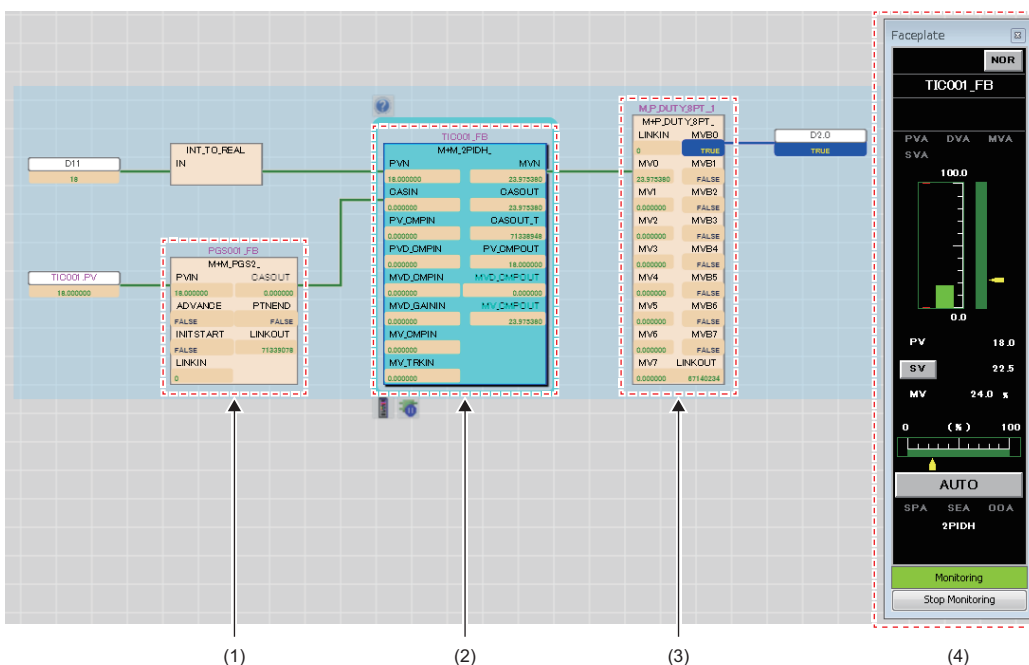 Faceplate
NOR
TIC001_FB
PVA DVA MVA
SVA
100.0
0.0
PV 18.0
SV 22.5
MV 24.0 %
0 (%) 100
AUTO
SPA SEA OOA
2PIDH
Monitoring
Stop Monitoring
D11
18
INT_TO_REAL
IN
TIC001.PV
18.000000
PGS001_FB
M+M_PGS2_
PVIN CASOUT
18.000000 0.000000
ADVANCE PTNEND
FALSE FALSE
INITSTART LINKOUT
FALSE 71339078
LINKIN
0
TIC001_FB
M+M_2PIDH_
PVN MVN
18.000000 23.975380
CASIN CASOUT
0.000000 23.975380
PV_CMPIN CASOUT_T
0.000000 71338948
PVD_CMPIN PV_CMPOUT
0.000000 18.000000
MVD_CMPIN MVD_CMPOUT
0.000000 0.000000
MVD_GAININ MV_CMPOUT
0.000000 23.975380
MV_CMPIN
0.000000
MV_TRKIN
0.000000
M_P_DUTY_8PT_1
M+P_DUTY_8PT_
LINKIN MVB0
0 TRUE
MV0 MVB1
23.975380 FALSE
MV1 MVB2
0.000000 FALSE
MV2 MVB3
0.000000 FALSE
MV3 MVB4
0.000000 FALSE
MV4 MVB5
0.000000 FALSE
MV5 MVB6
0.000000 FALSE
MV6 MVB7
0.000000 FALSE
MV7 LINKOUT
0.000000 67140234
D2.0
TRUE
(1) (2) (3) (4)